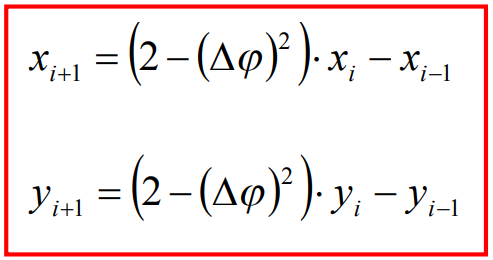 x_{i+1} = (2 − (Δφ)^2) · x_i − x_{i−1}
y_{i+1} = (2 − (Δφ)^2) · y_i − y_{i−1}